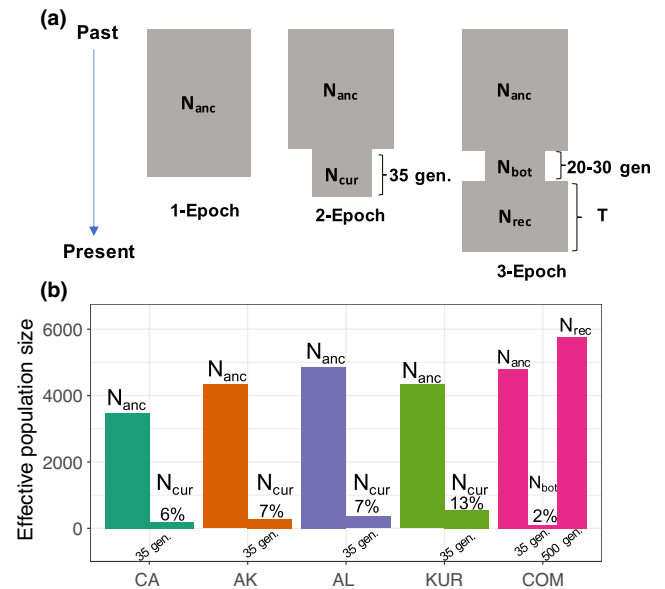 (a)
Past
Present
Nanc
1-Epoch
Nanc
Ncur
35 gen.
2-Epoch
Nanc
Nbot
20-30 gen
Nrec
T
3-Epoch
(b)
Effective population size
6000
4000
2000
0
Nanc
Ncur
6%
35 gen.
CA
Nanc
Ncur
7%
35 gen.
AK
Nanc
Ncur
7%
35 gen.
AL
Nanc
Ncur
13%
35 gen.
KUR
Nanc
Nbot
2%
Nrec
35 gen.
500 gen.
COM